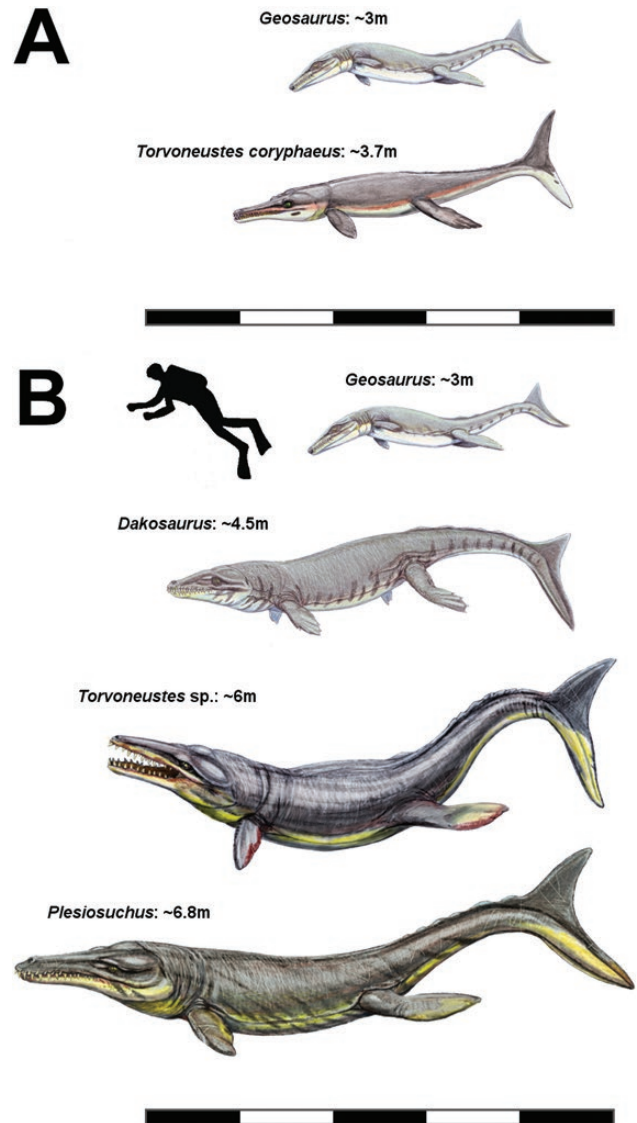 A
Geosaurus: ~3m
Torvoneustes coryphaeus: ~3.7m
B
Geosaurus: ~3m
Dakosaurus: ~4.5m
Torvoneustes sp.: ~6m
Plesiosuchus: ~6.8m